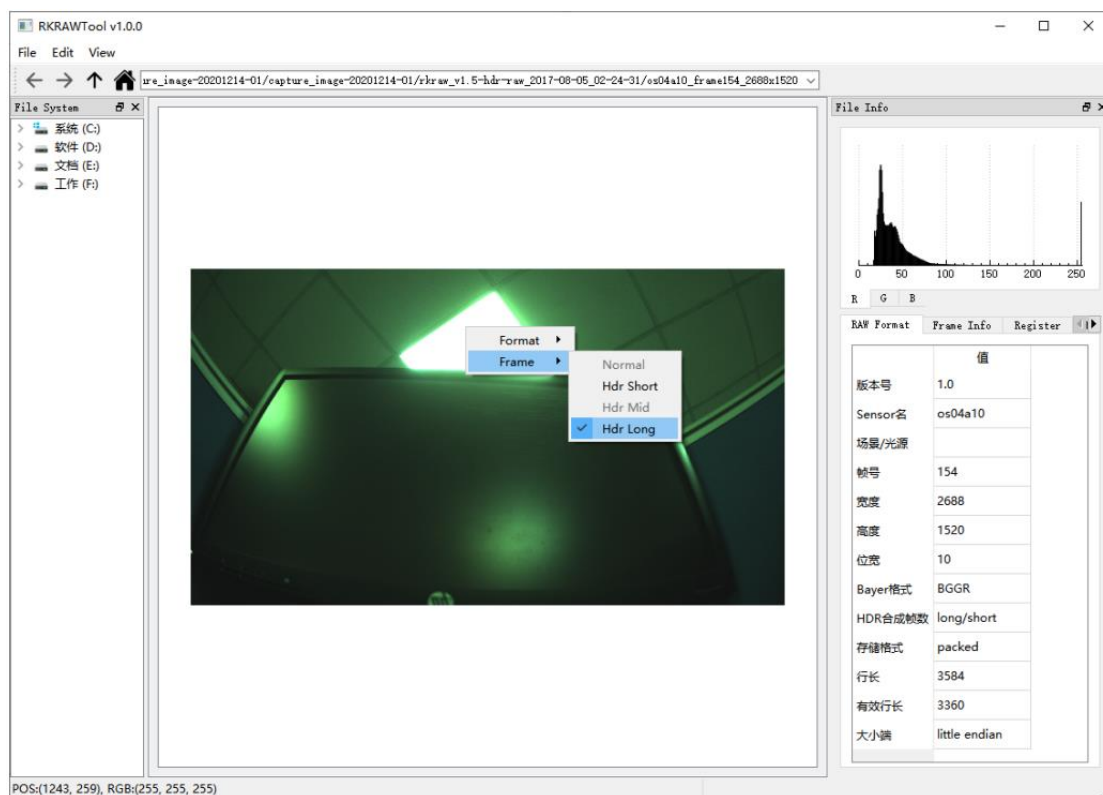 RKRAWTool v1.0.0
File Edit View
ure_image-20201214-01/capture_image-20201214-01/rkraw_v1.5-hdr-raw_2017-08-05_02-24-31/os04a10_frame154_2688x1520
File System
系统 (C:)
软件 (D:)
文档 (E:)
工作 (F:)
Format
Frame
Normal
Hdr Short
Hdr Mid
Hdr Long
File Info
0 50 100 150 200 250
R G B
RAW Format Frame Info Register
值
版本号 1.0
Sensor名 os04a10
场景/光源
帧号 154
宽度 2688
高度 1520
位宽 10
Bayer格式 BGGR
HDR合成帧数 long/short
存储格式 packed
行长 3584
有效行长 3360
大小端 little endian
POS:(1243, 259), RGB:(255, 255, 255)